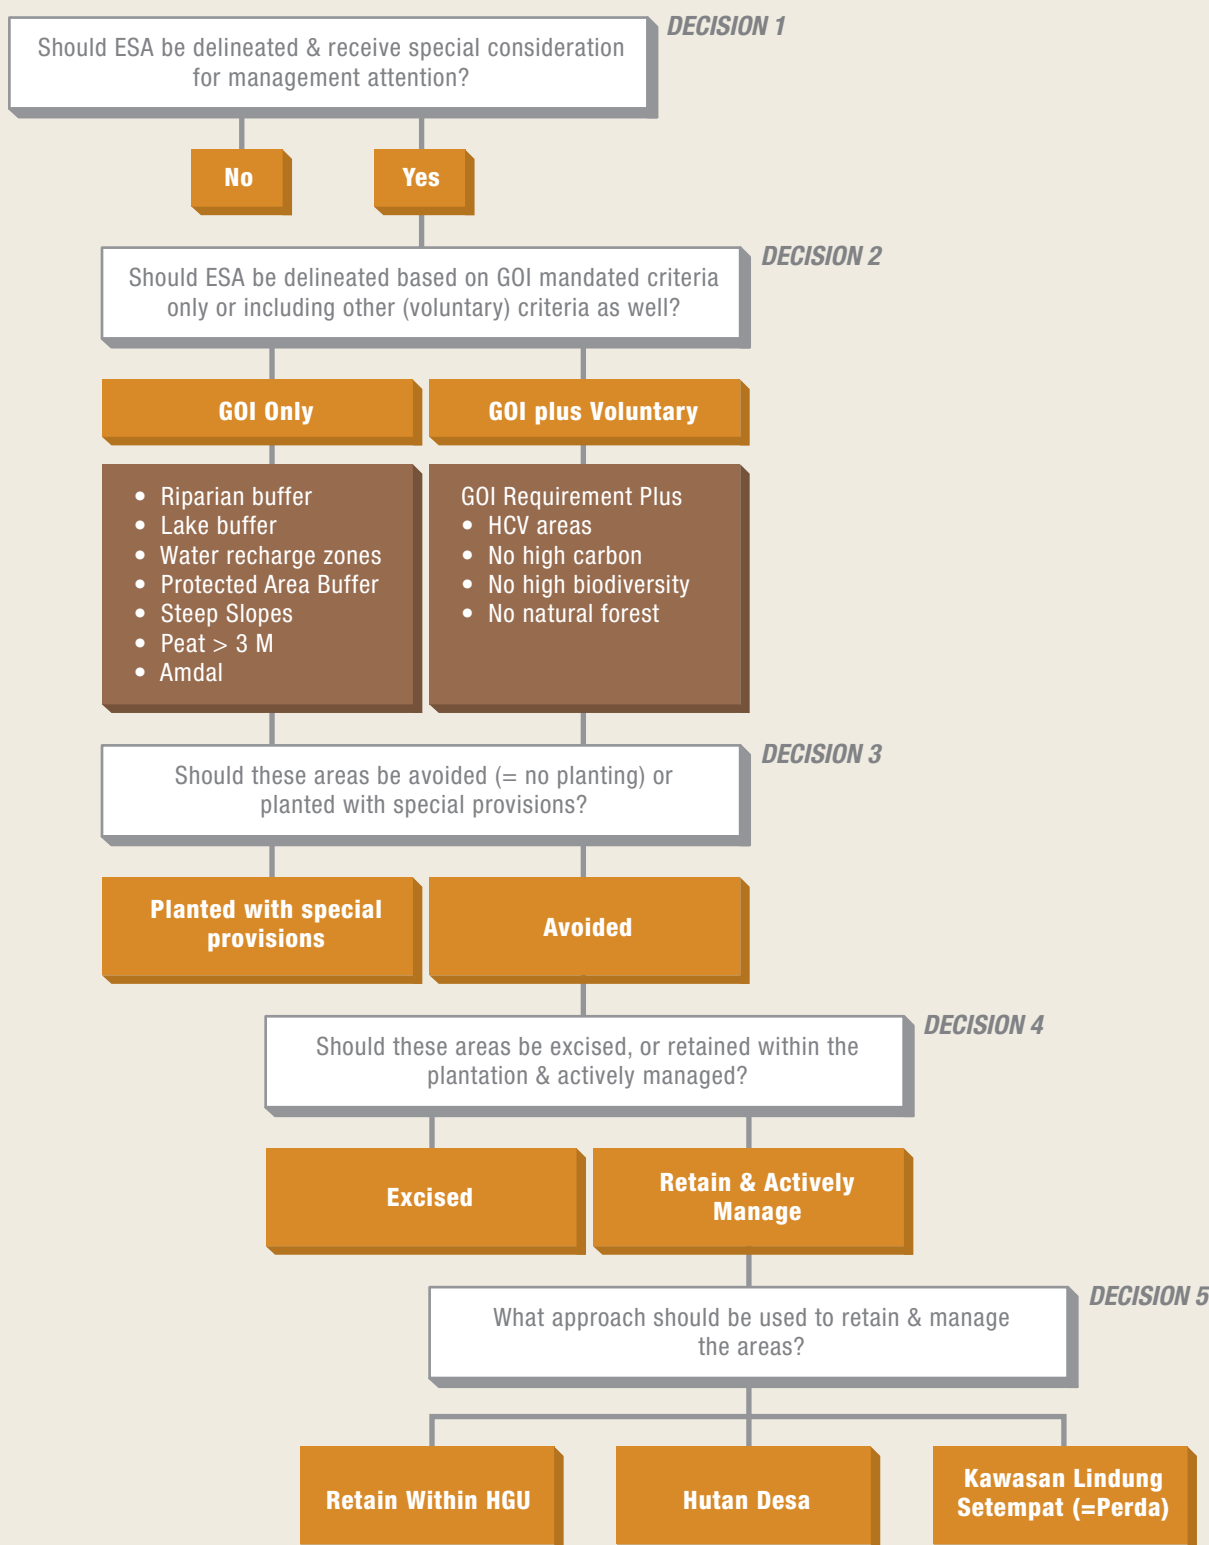 DECISION 1
Should ESA be delineated & receive special consideration
for management attention?
No
Yes
DECISION 2
Should ESA be delineated based on GOI mandated criteria
only or including other (voluntary) criteria as well?
GOI Only
GOI plus Voluntary
• Riparian buffer
• Lake buffer
• Water recharge zones
• Protected Area Buffer
• Steep Slopes
• Peat > 3 M
• Amdal
GOI Requirement Plus
• HCV areas
• No high carbon
• No high biodiversity
• No natural forest
DECISION 3
Should these areas be avoided (= no planting) or
planted with special provisions?
Planted with special
provisions
Avoided
DECISION 4
Should these areas be excised, or retained within the
plantation & actively managed?
Excised
Retain & Actively
Manage
DECISION 5
What approach should be used to retain & manage
the areas?
Retain Within HGU
Hutan Desa
Kawasan Lindung
Setempat (=Perda)